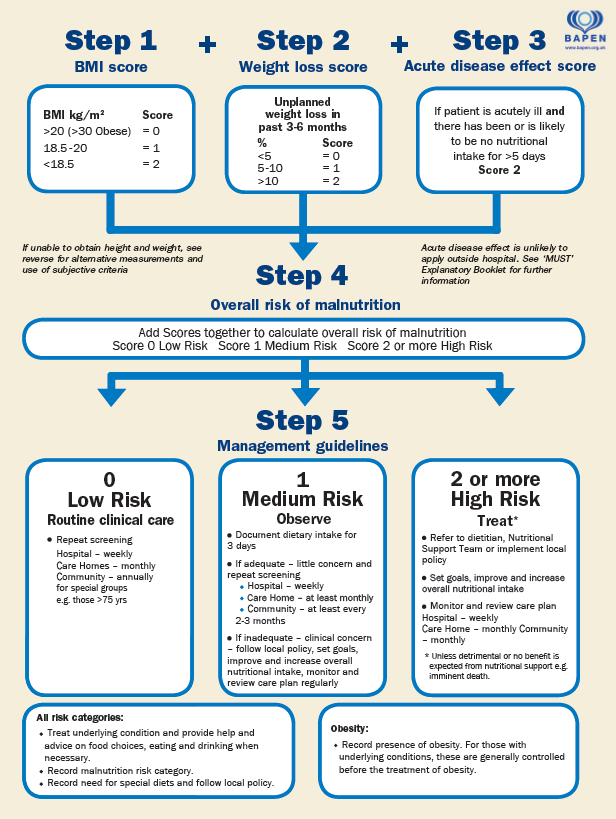 BAPEN
www.bapen.org.uk
Step 1 + Step 2 + Step 3
BMI score
Weight loss score
Acute disease effect score
BMI kg/m² Score
>20 (>30 Obese) = 0
18.5-20 = 1
<18.5 = 2
Unplanned
weight loss in
past 3-6 months
% Score
<5 = 0
5-10 = 1
>10 = 2
If patient is acutely ill and
there has been or is likely
to be no nutritional
intake for >5 days
Score 2
If unable to obtain height and weight, see
reverse for alternative measurements and
use of subjective criteria
Acute disease effect is unlikely to
apply outside hospital. See ‘MUST’
Explanatory Booklet for further
information
Step 4
Overall risk of malnutrition
Add Scores together to calculate overall risk of malnutrition
Score 0 Low Risk Score 1 Medium Risk Score 2 or more High Risk
Step 5
Management guidelines
0
Low Risk
Routine clinical care
● Repeat screening
Hospital – weekly
Care Homes – monthly
Community – annually
for special groups
e.g. those >75 yrs
1
Medium Risk
Observe
● Document dietary intake for
3 days
● If adequate – little concern and
repeat screening
◆ Hospital – weekly
◆ Care Home – at least monthly
◆ Community – at least every
2-3 months
● If inadequate – clinical concern
– follow local policy, set goals,
improve and increase overall
nutritional intake, monitor and
review care plan regularly
2 or more
High Risk
Treat*
● Refer to dietitian, Nutritional
Support Team or implement local
policy
● Set goals, improve and increase
overall nutritional intake
● Monitor and review care plan
Hospital – weekly
Care Home – monthly Community
– monthly
* Unless detrimental or no benefit is
expected from nutritional support e.g.
imminent death.
All risk categories:
◆ Treat underlying condition and provide help and
advice on food choices, eating and drinking when
necessary.
◆ Record malnutrition risk category.
◆ Record need for special diets and follow local policy.
Obesity:
◆ Record presence of obesity. For those with
underlying conditions, these are generally controlled
before the treatment of obesity.